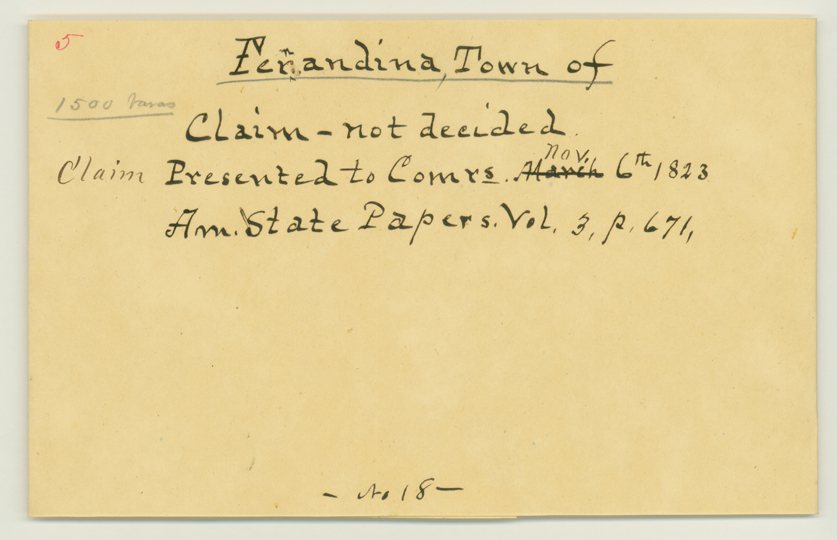 5
Fernandina, Town of
1500 varas
Claim - not decided.
Claim Presented to Comrs. March Nov. 6th 1823
Am. State Papers. Vol. 3, p. 671,
- No 18 -